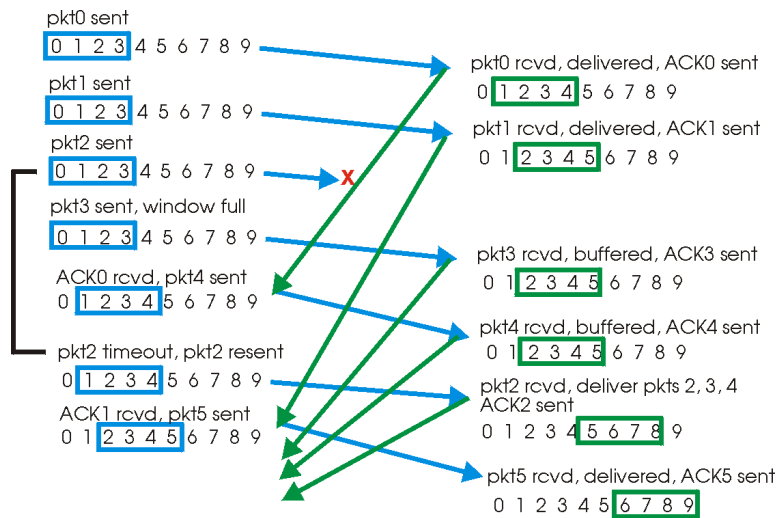 pkt0 sent
0 1 2 3 4 5 6 7 8 9
pkt1 sent
0 1 2 3 4 5 6 7 8 9
pkt2 sent
0 1 2 3 4 5 6 7 8 9
X
pkt3 sent, window full
0 1 2 3 4 5 6 7 8 9
ACK0 rcvd, pkt4 sent
0 1 2 3 4 5 6 7 8 9
pkt2 timeout, pkt2 resent
0 1 2 3 4 5 6 7 8 9
ACK1 rcvd, pkt5 sent
0 1 2 3 4 5 6 7 8 9
pkt0 rcvd, delivered, ACK0 sent
0 1 2 3 4 5 6 7 8 9
pkt1 rcvd, delivered, ACK1 sent
0 1 2 3 4 5 6 7 8 9
pkt3 rcvd, buffered, ACK3 sent
0 1 2 3 4 5 6 7 8 9
pkt4 rcvd, buffered, ACK4 sent
0 1 2 3 4 5 6 7 8 9
pkt2 rcvd, deliver pkts 2, 3, 4
ACK2 sent
0 1 2 3 4 5 6 7 8 9
pkt5 rcvd, delivered, ACK5 sent
0 1 2 3 4 5 6 7 8 9